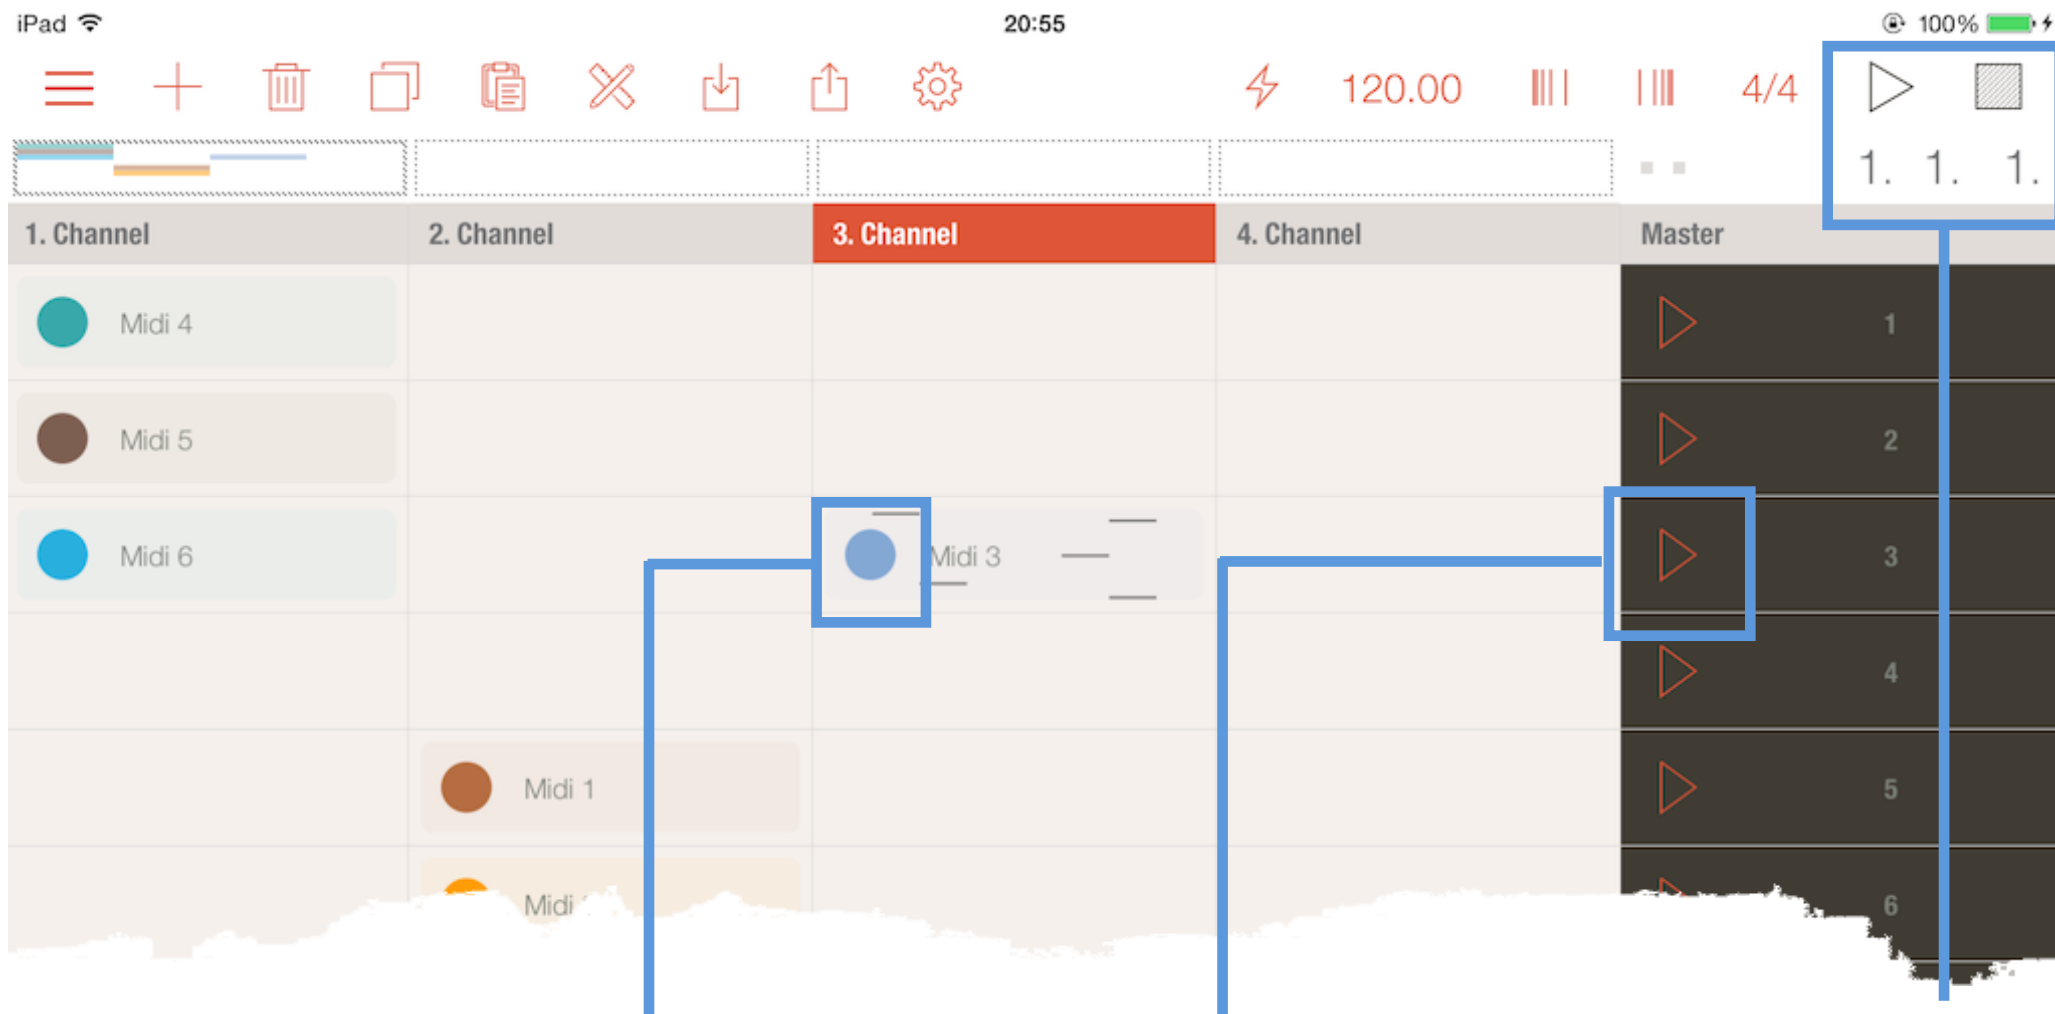 iPad 20:55 100%
120.00 4/4
1. 1. 1.
1. Channel 2. Channel 3. Channel 4. Channel Master
Midi 4 1
Midi 5 2
Midi 6 Midi 3 3
4
Midi 1 5
Midi 6